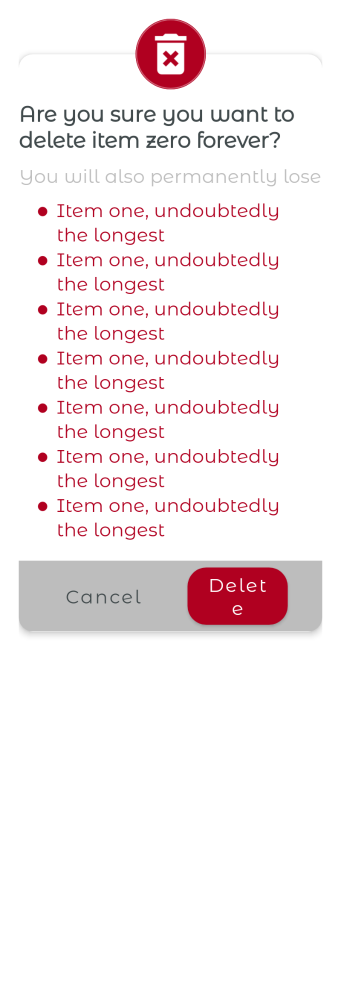 Are you sure you want to
delete item zero forever?
You will also permanently lose
Item one, undoubtedly
the longest
Item one, undoubtedly
the longest
Item one, undoubtedly
the longest
Item one, undoubtedly
the longest
Item one, undoubtedly
the longest
Item one, undoubtedly
the longest
Item one, undoubtedly
the longest
Cancel
Delet
e